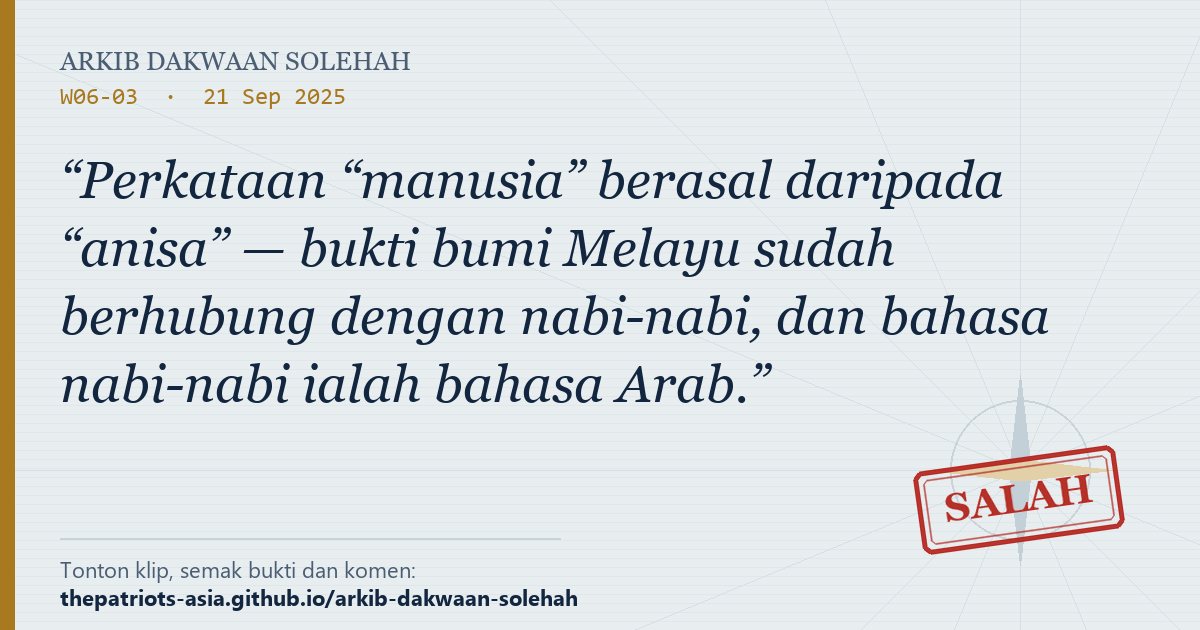 ARKIB DAKWAAN SOLEHAH
W06-03 · 21 Sep 2025
“Perkataan “manusia” berasal daripada
“anisa” — bukti bumi Melayu sudah
berhubung dengan nabi-nabi, dan bahasa
nabi-nabi ialah bahasa Arab.”
SALAH
Tonton klip, semak bukti dan komen:
thepatriots-asia.github.io/arkib-dakwaan-solehah